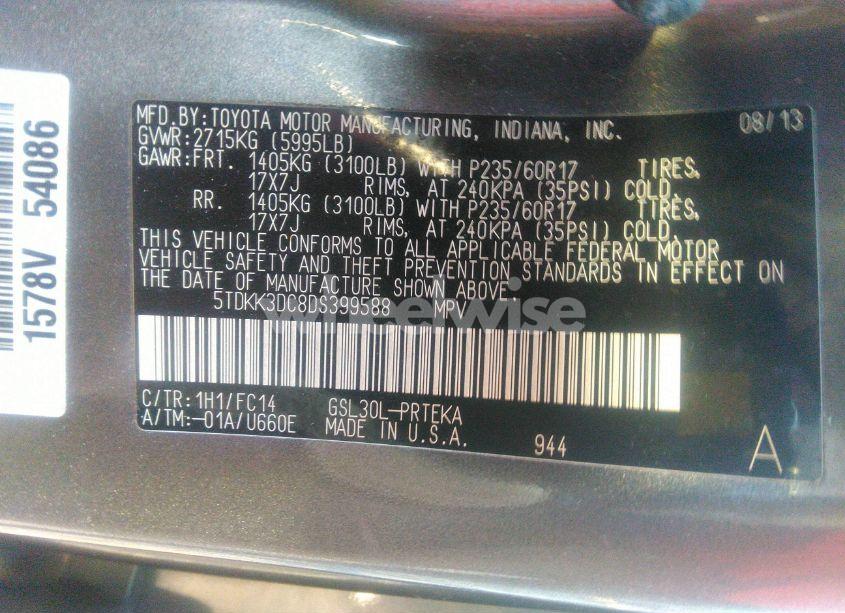 1578V 54086
MFD.BY:TOYOTA MOTOR MANUFACTURING, INDIANA, INC. 08/13
GVWR:2715KG (5995LB)
GAWR:FRT. 1405KG (3100LB) WITH P235/60R17 TIRES,
17X7J RIMS, AT 240KPA (35PSI) COLD.
RR. 1405KG (3100LB) WITH P235/60R17 TIRES,
17X7J RIMS, AT 240KPA (35PSI) COLD.
THIS VEHICLE CONFORMS TO ALL APPLICABLE FEDERAL MOTOR
VEHICLE SAFETY AND THEFT PREVENTION STANDARDS IN EFFECT ON
THE DATE OF MANUFACTURE SHOWN ABOVE.
5TDKK3DC8DS399588 MPV
wheelwise
C/TR:1H1/FC14 GSL30L-PRTEKA
A/TM:-01A/U660E MADE IN U.S.A. 944
A